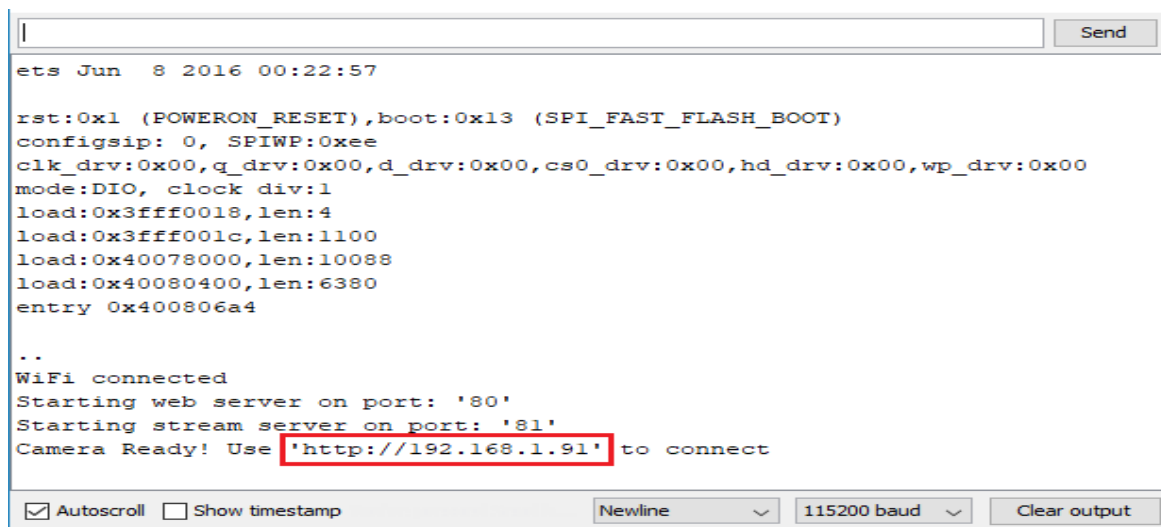 Send
ets Jun  8 2016 00:22:57
rst:0x1 (POWERON_RESET),boot:0x13 (SPI_FAST_FLASH_BOOT)
configsip: 0, SPIWP:0xee
clk_drv:0x00,q_drv:0x00,d_drv:0x00,cs0_drv:0x00,hd_drv:0x00,wp_drv:0x00
mode:DIO, clock div:1
load:0x3fff0018,len:4
load:0x3fff001c,len:1100
load:0x40078000,len:10088
load:0x40080400,len:6380
entry 0x400806a4
..
WiFi connected
Starting web server on port: '80'
Starting stream server on port: '81'
Camera Ready! Use 'http://192.168.1.91' to connect
Autoscroll Show timestamp Newline 115200 baud Clear output